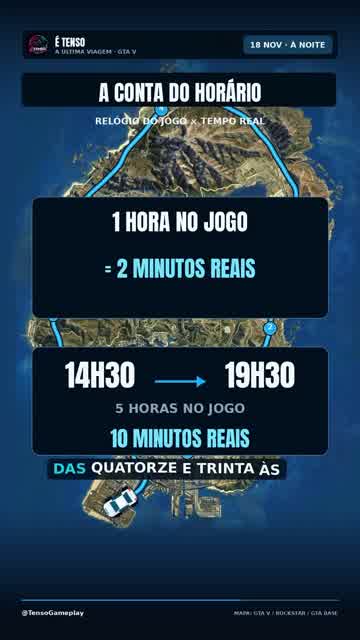 É TENSO
A ÚLTIMA VIAGEM · GTA V
18 NOV · À NOITE
A CONTA DO HORÁRIO
RELÓGIO DO JOGO × TEMPO REAL
1 HORA NO JOGO
= 2 MINUTOS REAIS
2
14H30 → 19H30
5 HORAS NO JOGO
10 MINUTOS REAIS
DAS QUATORZE E TRINTA ÀS
@TensoGameplay
MAPA: GTA V / ROCKSTAR / GTA BASE